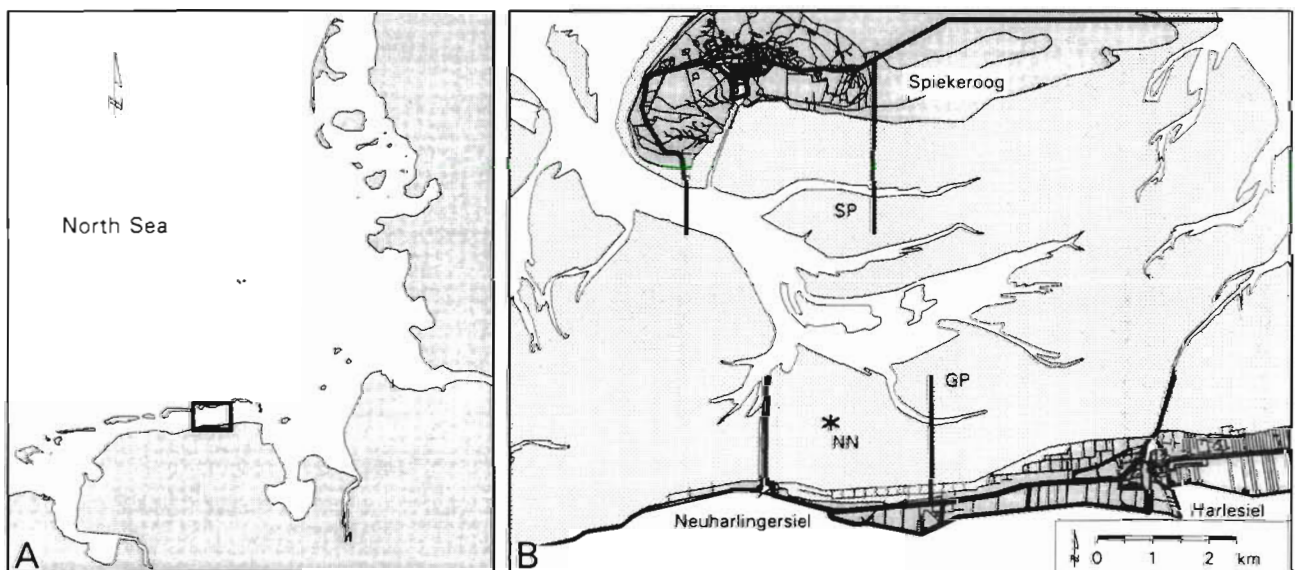 N
North Sea
A
Spiekeroog
SP
GP
NN
Neuharlingersiel
Harlesiel
B
0 1 2 km